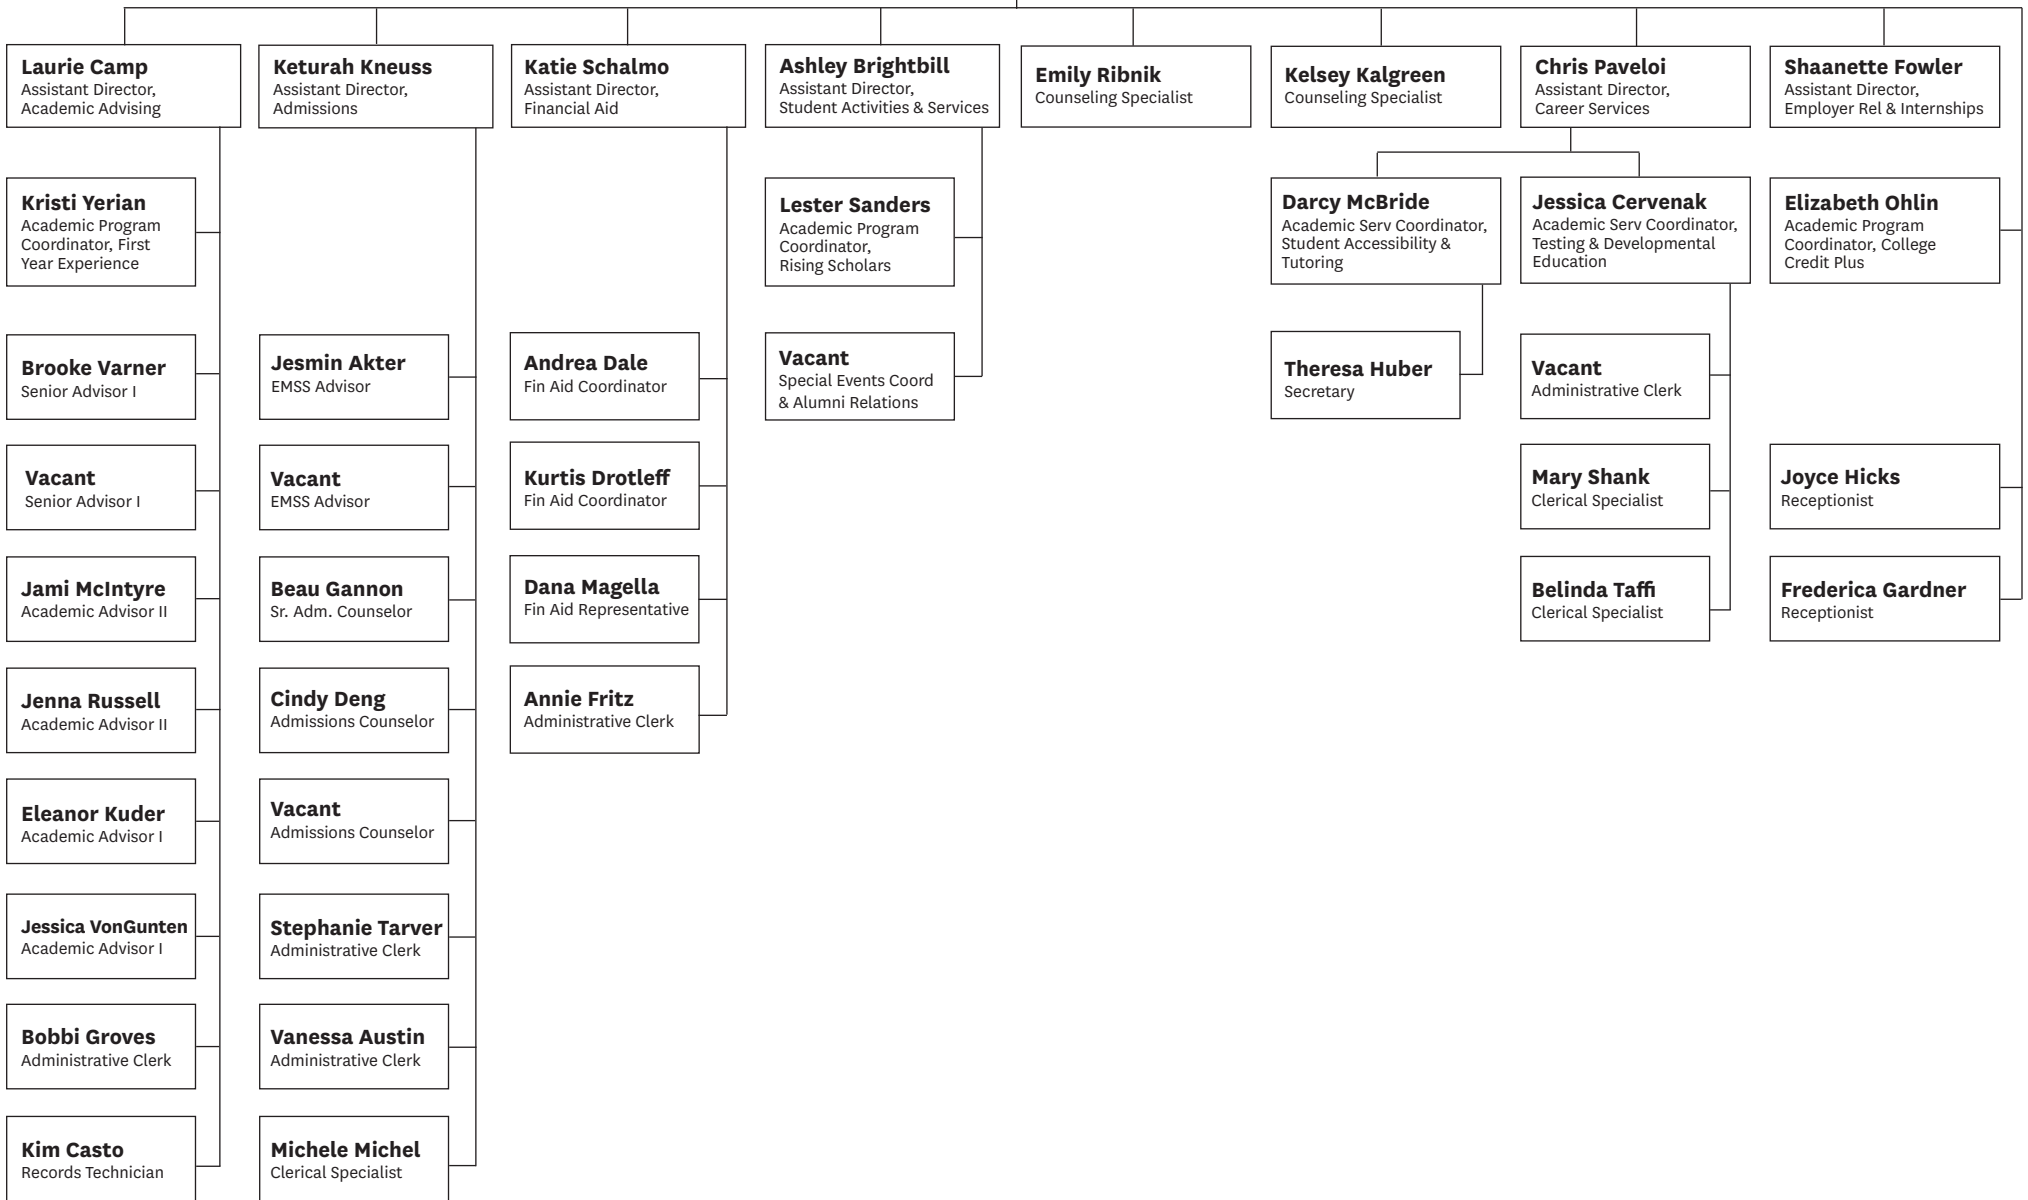 Laurie Camp
Assistant Director,
Academic Advising
Keturah Kneuss
Assistant Director,
Admissions
Katie Schalmo
Assistant Director,
Financial Aid
Ashley Brightbill
Assistant Director,
Student Activities & Services
Emily Ribnik
Counseling Specialist
Kelsey Kalgreen
Counseling Specialist
Chris Paveloi
Assistant Director,
Career Services
Shaanette Fowler
Assistant Director,
Employer Rel & Internships
Kristi Yerian
Academic Program
Coordinator, First
Year Experience
Lester Sanders
Academic Program
Coordinator,
Rising Scholars
Darcy McBride
Academic Serv Coordinator,
Student Accessibility &
Tutoring
Jessica Cervenak
Academic Serv Coordinator,
Testing & Developmental
Education
Elizabeth Ohlin
Academic Program
Coordinator, College
Credit Plus
Brooke Varner
Senior Advisor I
Jesmin Akter
EMSS Advisor
Andrea Dale
Fin Aid Coordinator
Vacant
Special Events Coord
& Alumni Relations
Theresa Huber
Secretary
Vacant
Administrative Clerk
Vacant
Senior Advisor I
Vacant
EMSS Advisor
Kurtis Drotleff
Fin Aid Coordinator
Mary Shank
Clerical Specialist
Joyce Hicks
Receptionist
Jami McIntyre
Academic Advisor II
Beau Gannon
Sr. Adm. Counselor
Dana Magella
Fin Aid Representative
Belinda Taffi
Clerical Specialist
Frederica Gardner
Receptionist
Jenna Russell
Academic Advisor II
Cindy Deng
Admissions Counselor
Annie Fritz
Administrative Clerk
Eleanor Kuder
Academic Advisor I
Vacant
Admissions Counselor
Jessica VonGunten
Academic Advisor I
Stephanie Tarver
Administrative Clerk
Bobbi Groves
Administrative Clerk
Vanessa Austin
Administrative Clerk
Kim Casto
Records Technician
Michele Michel
Clerical Specialist